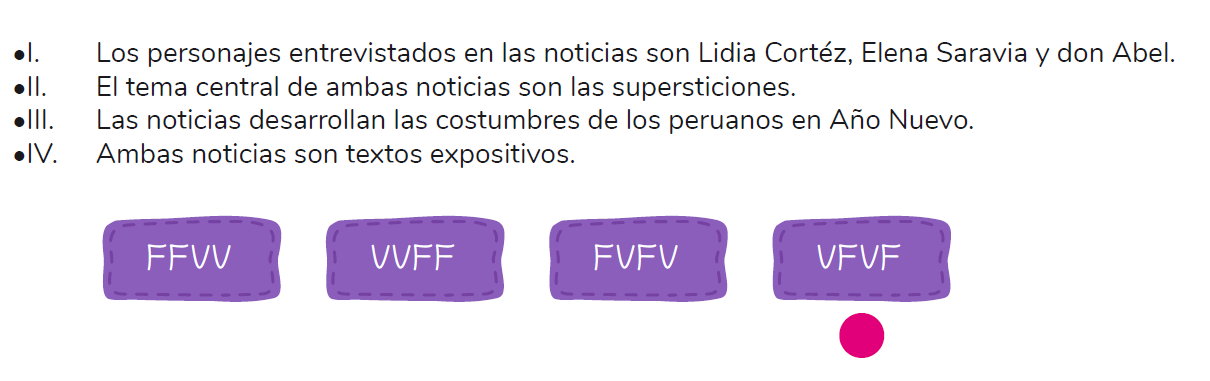 •I. Los personajes entrevistados en las noticias son Lidia Cortéz, Elena Saravia y don Abel.
•II. El tema central de ambas noticias son las supersticiones.
•III. Las noticias desarrollan las costumbres de los peruanos en Año Nuevo.
•IV. Ambas noticias son textos expositivos.
FFVV VVFF FVFV VFVF